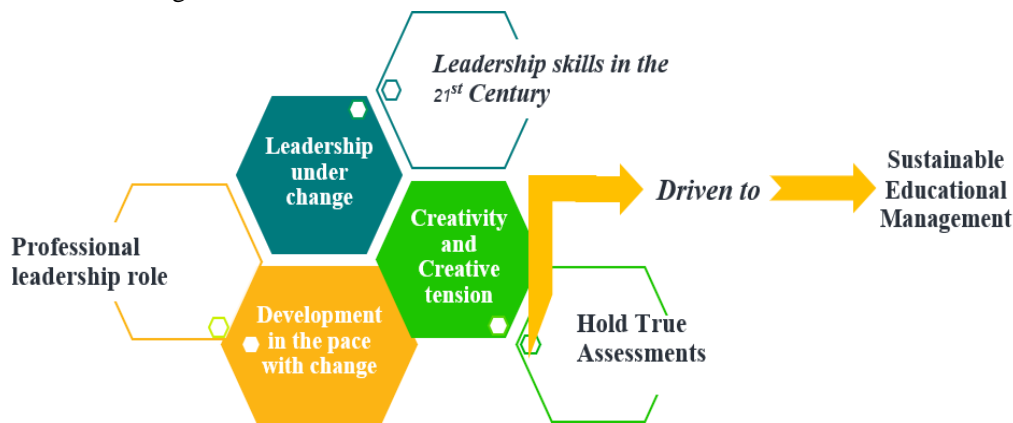 Leadership skills in the
21st Century
Leadership
under
change
Creativity
and
Creative
tension
Driven to
Sustainable
Educational
Management
Professional
leadership role
Development
in the pace
with change
Hold True
Assessments